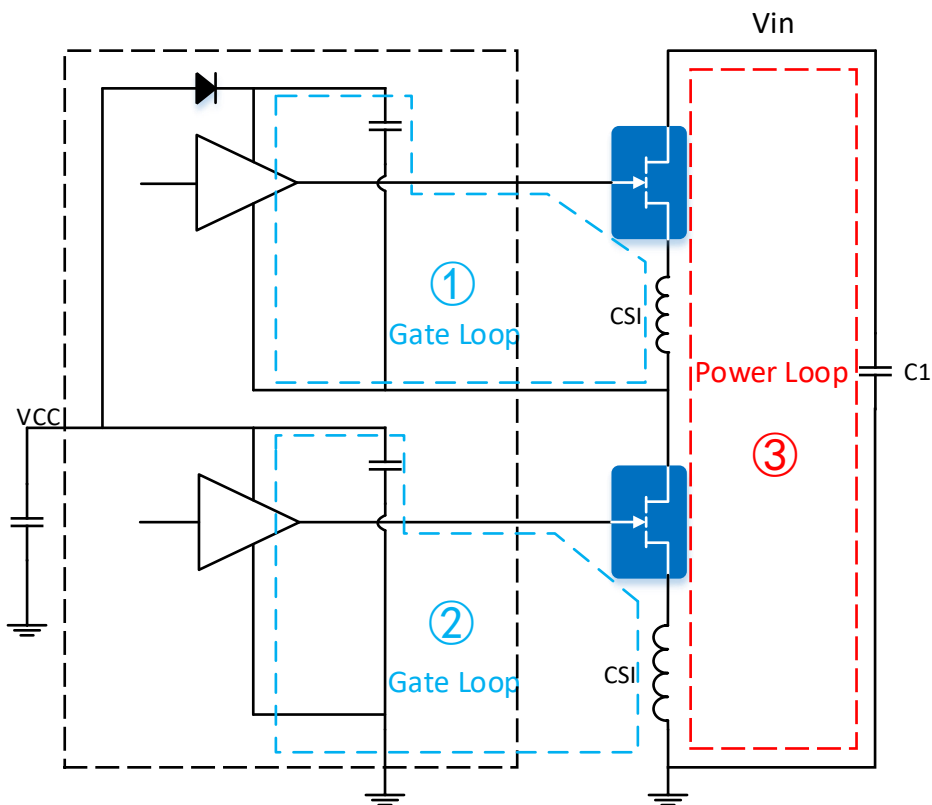 Vin
①
Gate Loop
CSI
Power Loop
C1
VCC
③
②
Gate Loop
CSI